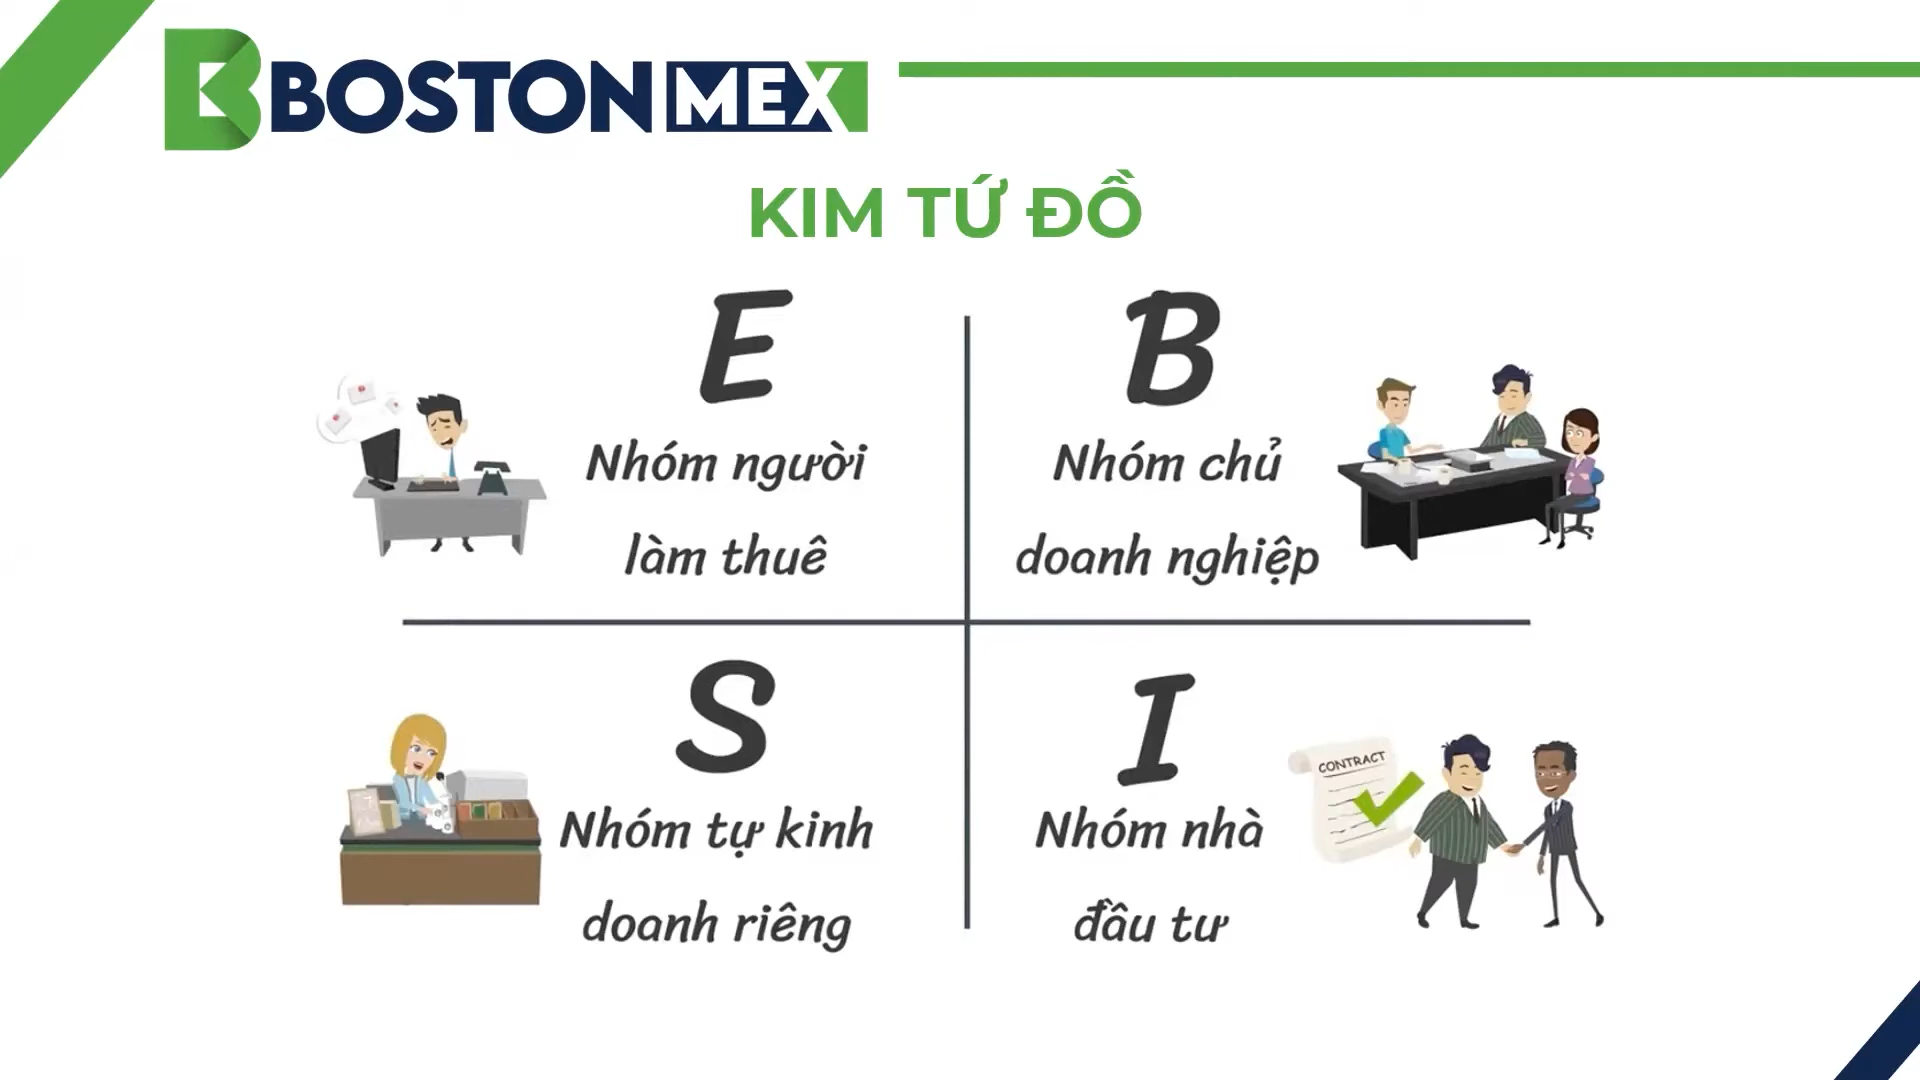 BOSTONMEX
KIM TỨ ĐỒ
E
Nhóm người
làm thuê
B
Nhóm chủ
doanh nghiệp
S
Nhóm tự kinh
doanh riêng
I
Nhóm nhà
đầu tư
CONTRACT